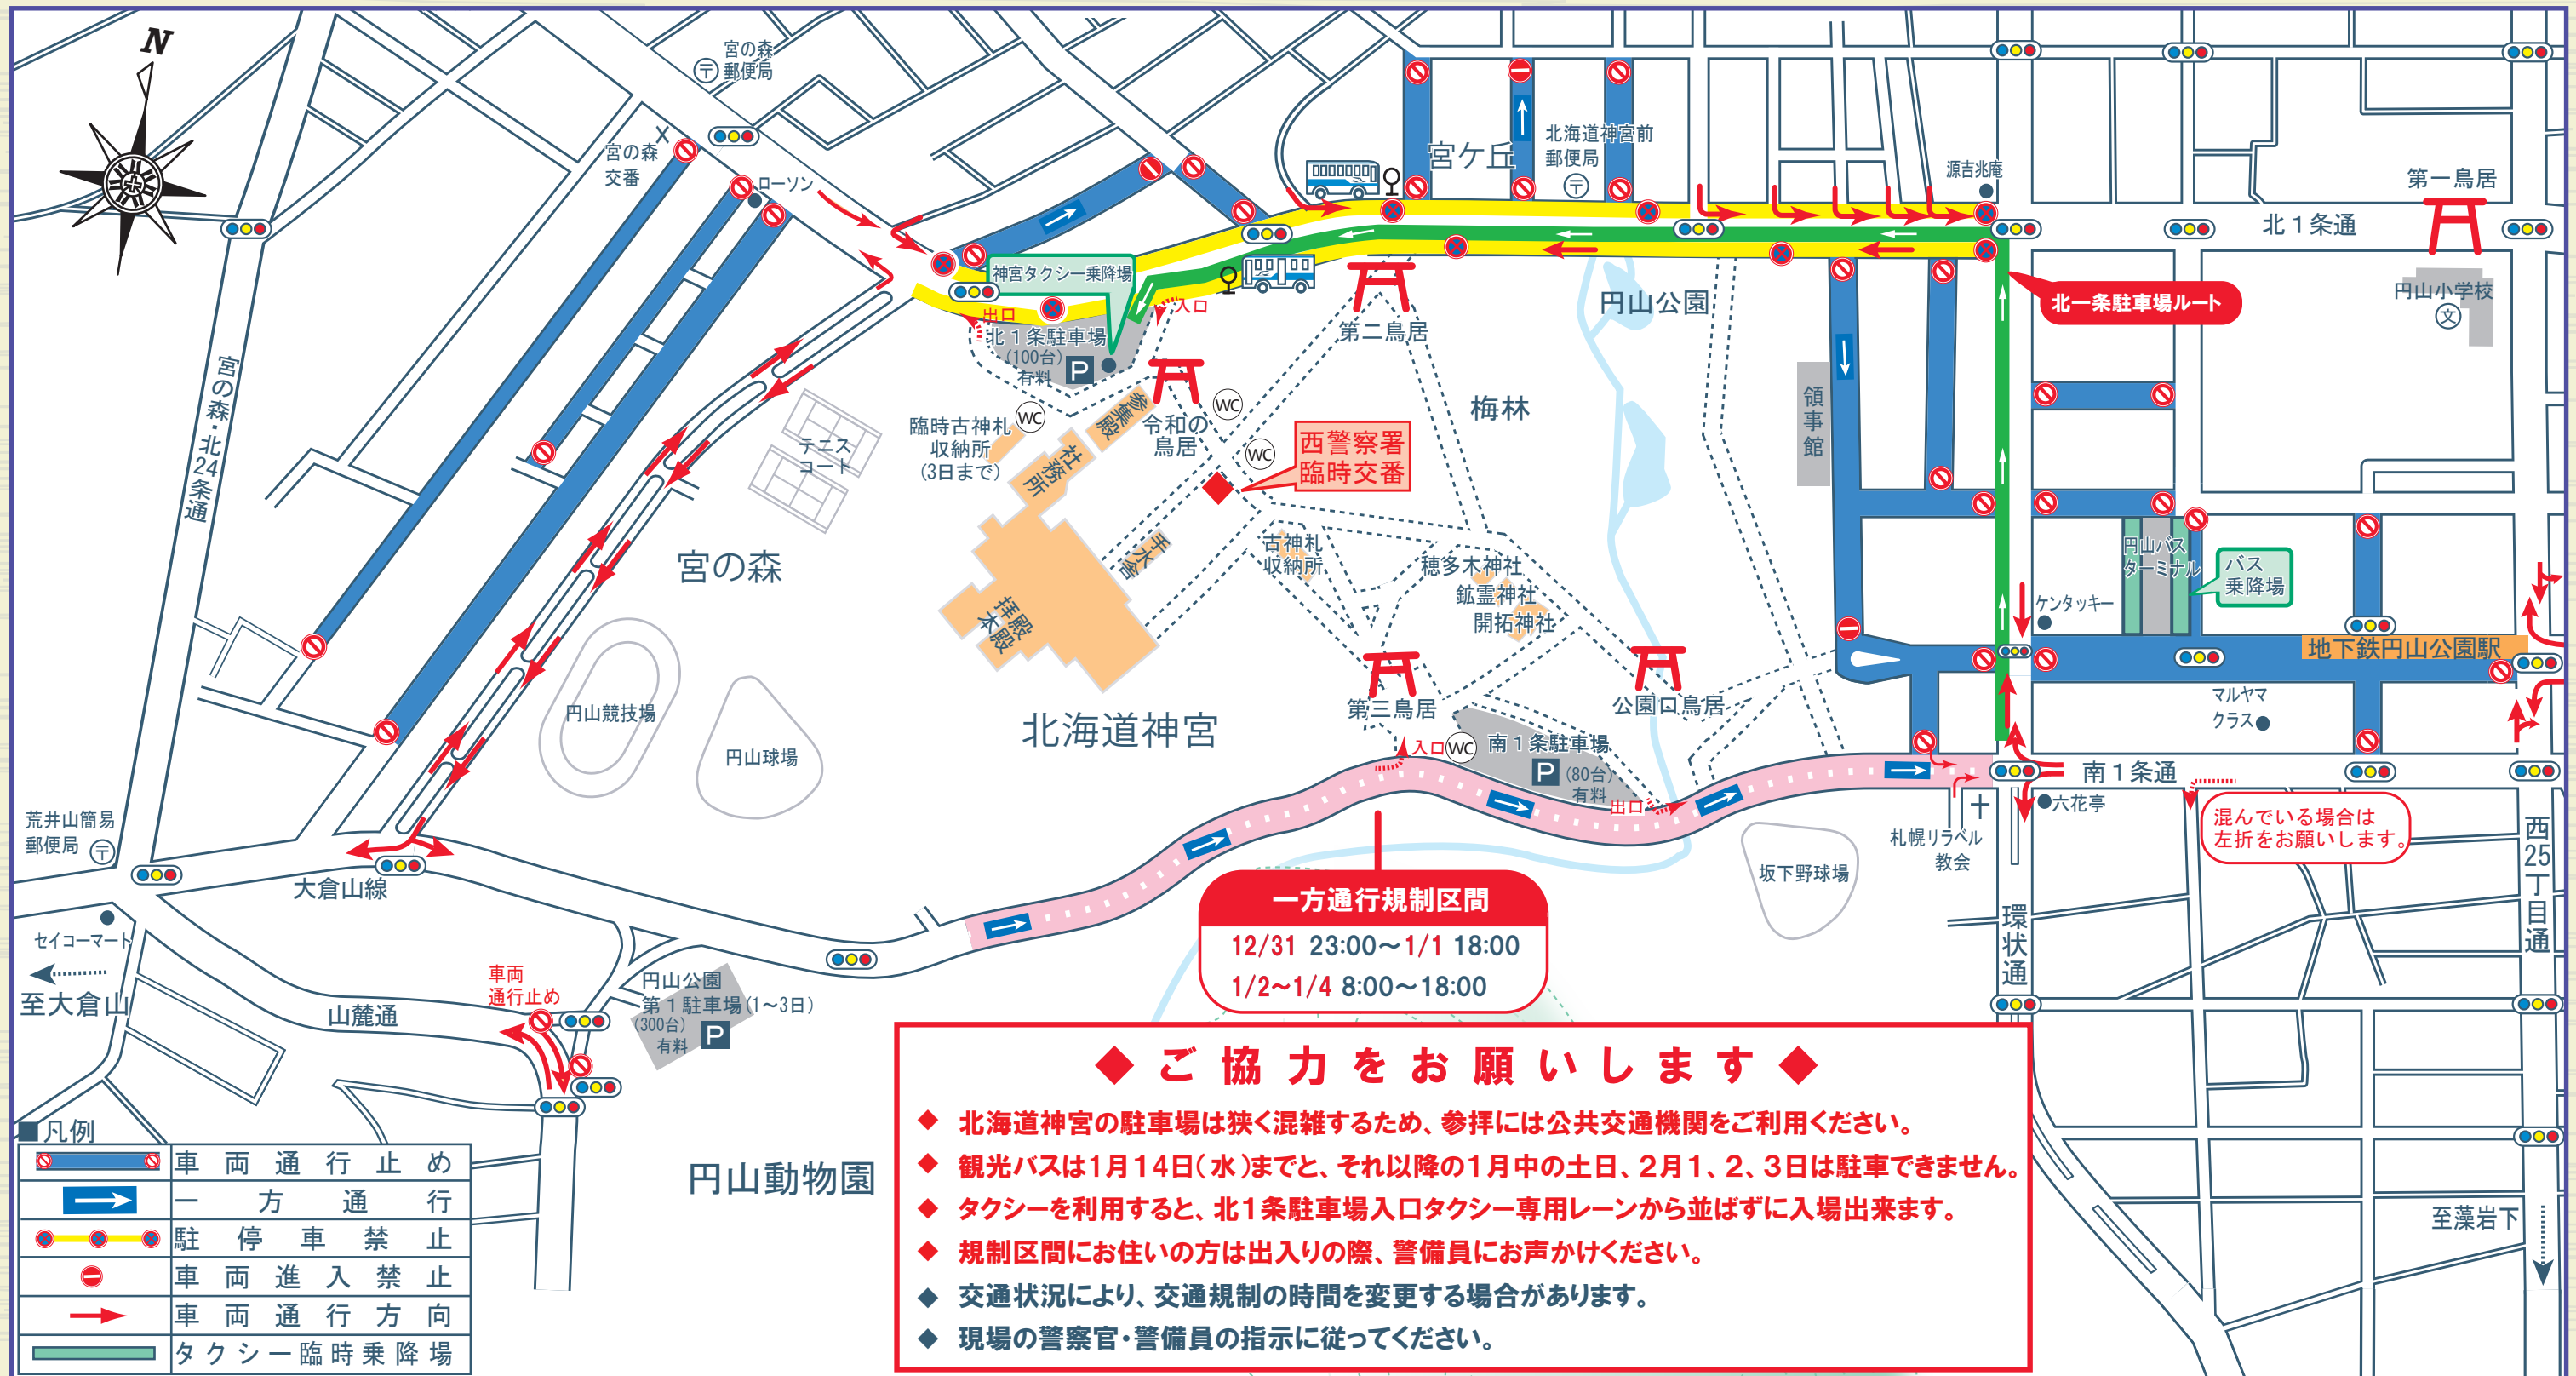 N
宮の森
郵便局
宮の森
交番
ローソン
宮ケ丘
北海道神宮前
郵便局
源吉兆庵
第一鳥居
北1条通
円山小学校
文
北一条駐車場ルート
神宮タクシー乗降場
出口
入口
北1条駐車場
(100台)
有料
P
第二鳥居
円山公園
領事館
梅林
宮の森・北24条通
テニス
コート
臨時古神札
収納所
(3日まで)
WC
参集殿
令和の
鳥居
WC
WC
西警察署
臨時交番
社務所
手水舎
拝殿
本殿
古神札
収納所
穂多木神社
鉱霊神社
開拓神社
円山バス
ターミナル
バス
乗降場
ケンタッキー
地下鉄円山公園駅
マルヤマ
クラス
宮の森
円山競技場
円山球場
北海道神宮
第三鳥居
公園口鳥居
入口
WC
南1条駐車場
P
(80台)
有料
出口
南1条通
六花亭
混んでいる場合は
左折をお願いします。
札幌リラベル
教会
坂下野球場
環状通
西25丁目通
荒井山簡易
郵便局
大倉山線
セイコーマート
至大倉山
山麓通
車両
通行止め
円山公園
第1駐車場(1~3日)
(300台)
有料
P
円山動物園
至藻岩下
一方通行規制区間
12/31 23:00~1/1 18:00
1/2~1/4 8:00~18:00
◆ご協力をお願いします◆
◆ 北海道神宮の駐車場は狭く混雑するため、参拝には公共交通機関をご利用ください。
◆ 観光バスは1月14日(水)までと、それ以降の1月中の土日、2月1、2、3日は駐車できません。
◆ タクシーを利用すると、北1条駐車場入口タクシー専用レーンから並ばずに入場出来ます。
◆ 規制区間にお住いの方は出入りの際、警備員にお声かけください。
◆ 交通状況により、交通規制の時間を変更する場合があります。
◆ 現場の警察官・警備員の指示に従ってください。
■凡例
車両通行止め
一方通行
駐停車禁止
車両進入禁止
車両通行方向
タクシー臨時乗降場